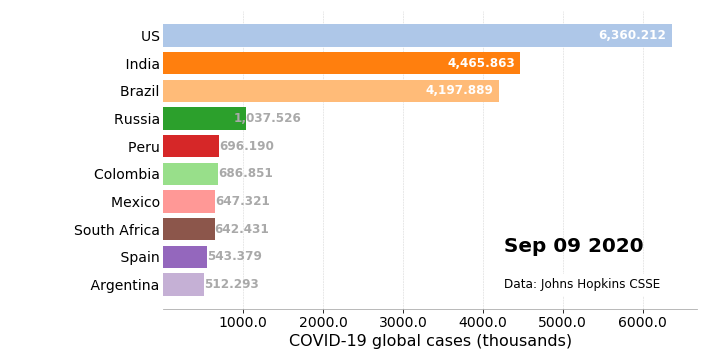 US 6,360.212
India 4,465.863
Brazil 4,197.889
Russia 1,037.526
Peru 696.190
Colombia 686.851
Mexico 647.321
South Africa 642.431
Spain 543.379
Argentina 512.293
Sep 09 2020
Data: Johns Hopkins CSSE
1000.0 2000.0 3000.0 4000.0 5000.0 6000.0
COVID-19 global cases (thousands)